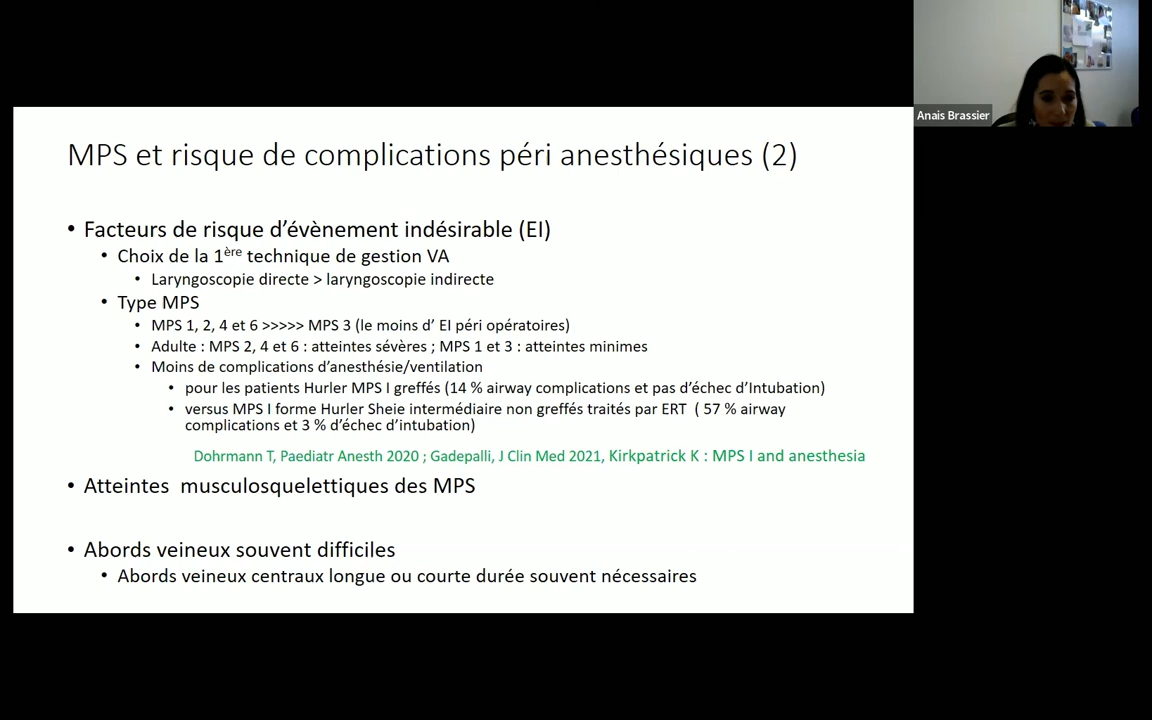 Anais Brassier
MPS et risque de complications péri anesthésiques (2)
• Facteurs de risque d'évènement indésirable (EI)
• Choix de la 1ère technique de gestion VA
• Laryngoscopie directe > laryngoscopie indirecte
• Type MPS
• MPS 1, 2, 4 et 6 >>>>> MPS 3 (le moins d' EI péri opératoires)
• Adulte : MPS 2, 4 et 6 : atteintes sévères ; MPS 1 et 3 : atteintes minimes
• Moins de complications d'anesthésie/ventilation
• pour les patients Hurler MPS I greffés (14 % airway complications et pas d'échec d'Intubation)
• versus MPS I forme Hurler Sheie intermédiaire non greffés traités par ERT ( 57 % airway
complications et 3 % d'échec d'intubation)
Dohrmann T, Paediatr Anesth 2020 ; Gadepalli, J Clin Med 2021, Kirkpatrick K : MPS I and anesthesia
• Atteintes musculosquelettiques des MPS
• Abords veineux souvent difficiles
• Abords veineux centraux longue ou courte durée souvent nécessaires